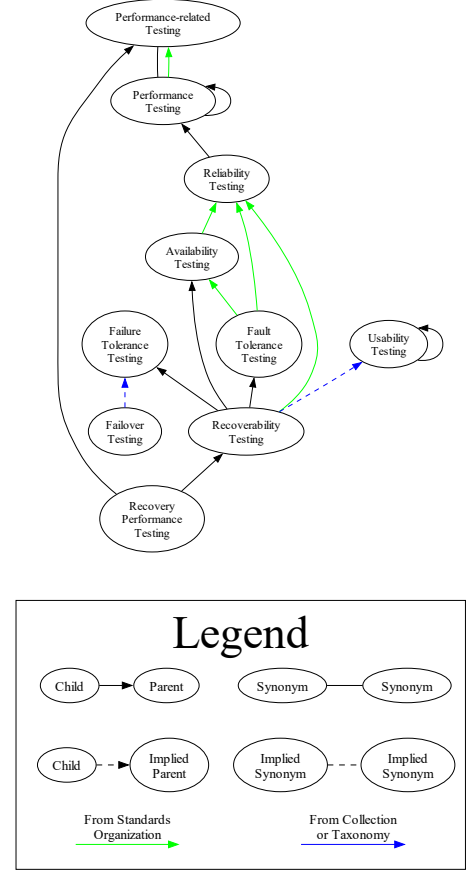 Performance-related
Testing
Performance
Testing
Reliability
Testing
Availability
Testing
Failure
Tolerance
Testing
Fault
Tolerance
Testing
Usability
Testing
Failover
Testing
Recoverability
Testing
Recovery
Performance
Testing
Legend
Child
Parent
Synonym
Synonym
Child
Implied
Parent
Implied
Synonym
Implied
Synonym
From Standards
Organization
From Collection
or Taxonomy